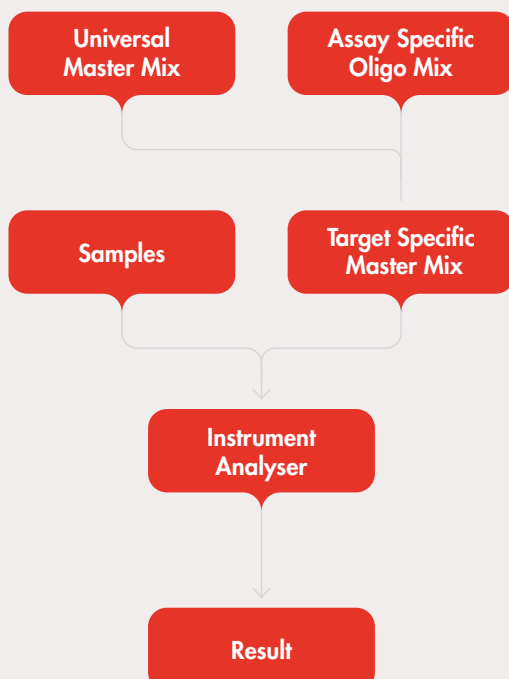 Universal
Master Mix
Assay Specific
Oligo Mix
Samples
Target Specific
Master Mix
Instrument
Analyser
Result